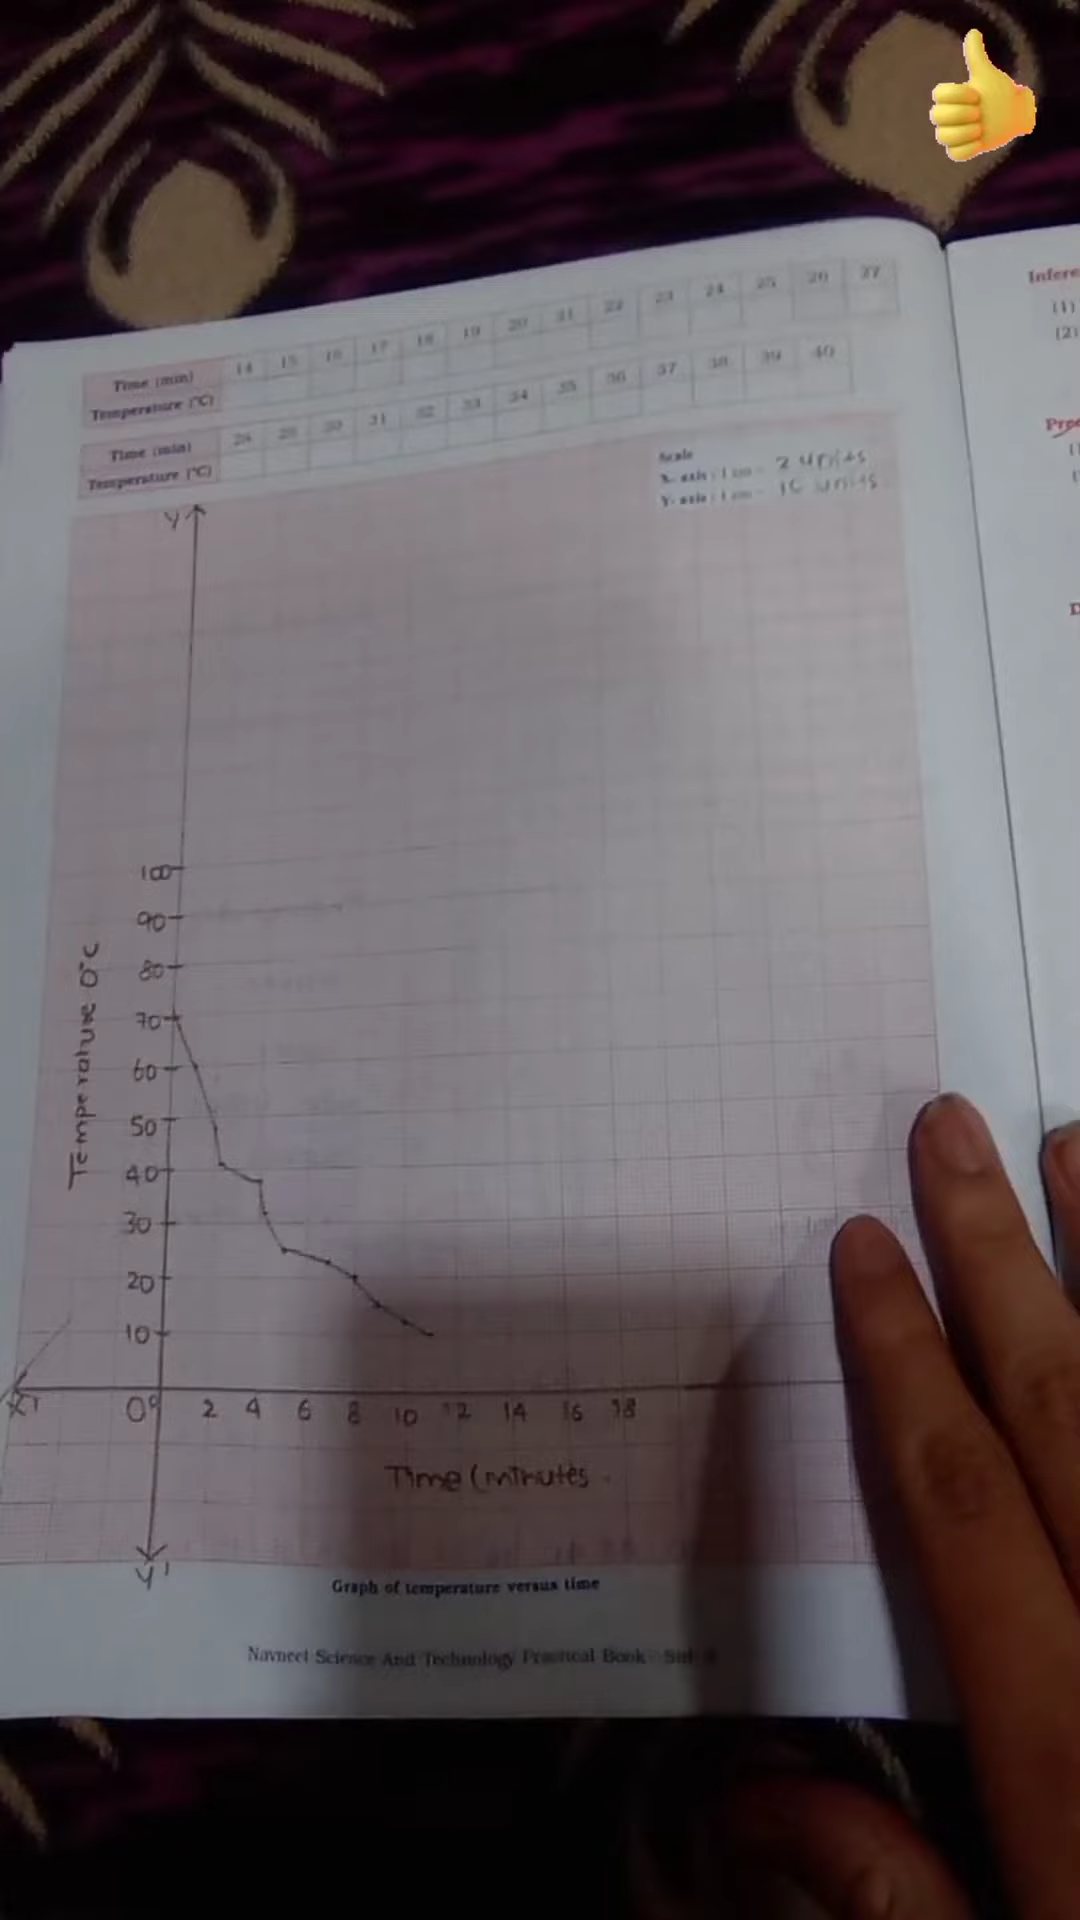 Time (min) 14 15 16 17 18 19 20 21 22 23 24 25 26 27
Temperature (°C)
Time (min) 28 29 30 31 32 33 34 35 36 37 38 39 40
Temperature (°C)
Scale
X- axis : 1 cm = 2 units
Y- axis : 1 cm = units
Y
100
90
80
70
60
50
40
30
20
10
Temperature 0°C
X'
0 2 4 6 8 10 12 14 16 18
Time (minutes
Y'
Graph of temperature versus time
Navneet Science And Technology Practical Book
Infere
(1)
(2)